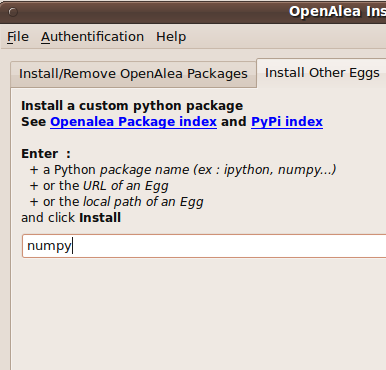 OpenAlea Ins
File Authentification Help
Install/Remove OpenAlea Packages Install Other Eggs
Install a custom python package
See Openalea Package index and PyPi index
Enter :
+ a Python package name (ex : ipython, numpy...)
+ or the URL of an Egg
+ or the local path of an Egg
and click Install
numpy